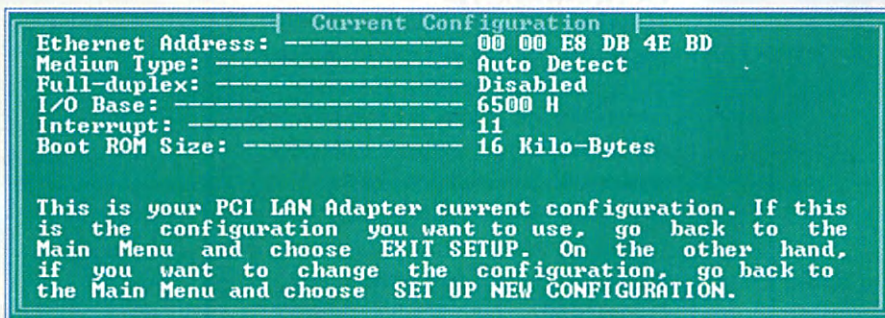 Current Configuration
Ethernet Address: -------------- 00 00 E8 DB 4E BD
Medium Type: ------------------- Auto Detect
Full-duplex: ------------------- Disabled
I/O Base: ---------------------- 6500 H
Interrupt: --------------------- 11
Boot ROM Size: ----------------- 16 Kilo-Bytes
This is your PCI LAN Adapter current configuration. If this
is the configuration you want to use, go back to the
Main Menu and choose EXIT SETUP. On the other hand,
if you want to change the configuration, go back to
the Main Menu and choose SET UP NEW CONFIGURATION.